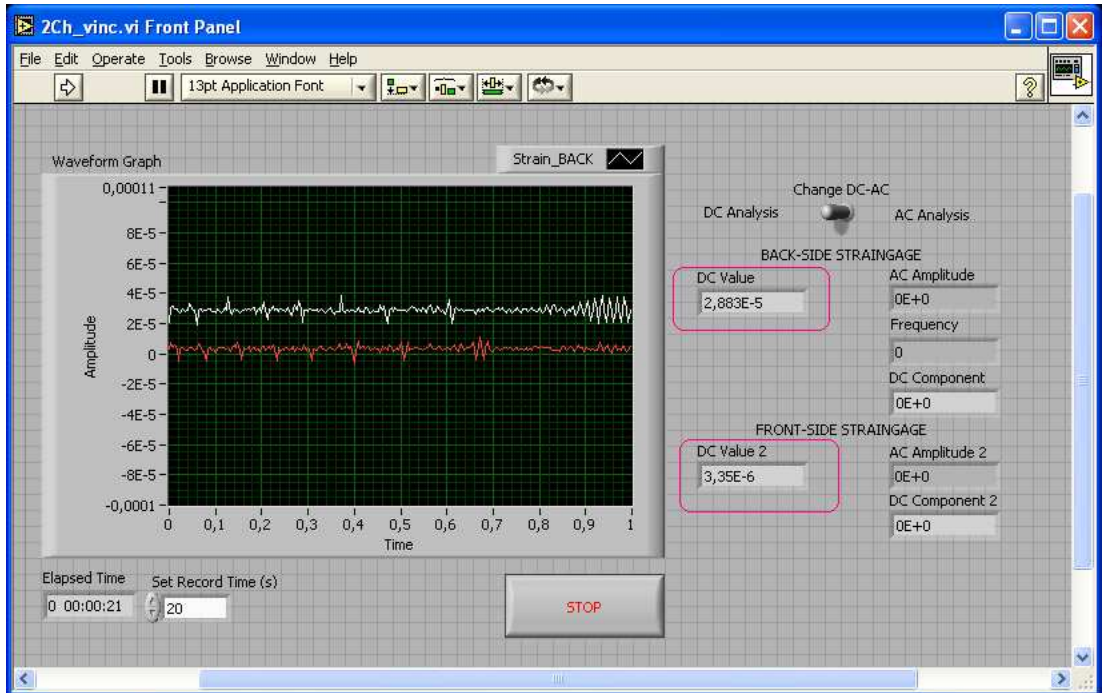 2Ch_vinc.vi Front Panel
File Edit Operate Tools Browse Window Help
13pt Application Font
Waveform Graph
Strain_BACK
0,00011
8E-5
6E-5
4E-5
2E-5
0
-2E-5
-4E-5
-6E-5
-8E-5
-0,0001
Amplitude
0 0,1 0,2 0,3 0,4 0,5 0,6 0,7 0,8 0,9 1
Time
Change DC-AC
DC Analysis AC Analysis
BACK-SIDE STRAINGAGE
DC Value
2,883E-5
AC Amplitude
0E+0
Frequency
0
DC Component
0E+0
FRONT-SIDE STRAINGAGE
DC Value 2
3,35E-6
AC Amplitude 2
0E+0
DC Component 2
0E+0
Elapsed Time
0 00:00:21
Set Record Time (s)
20
STOP